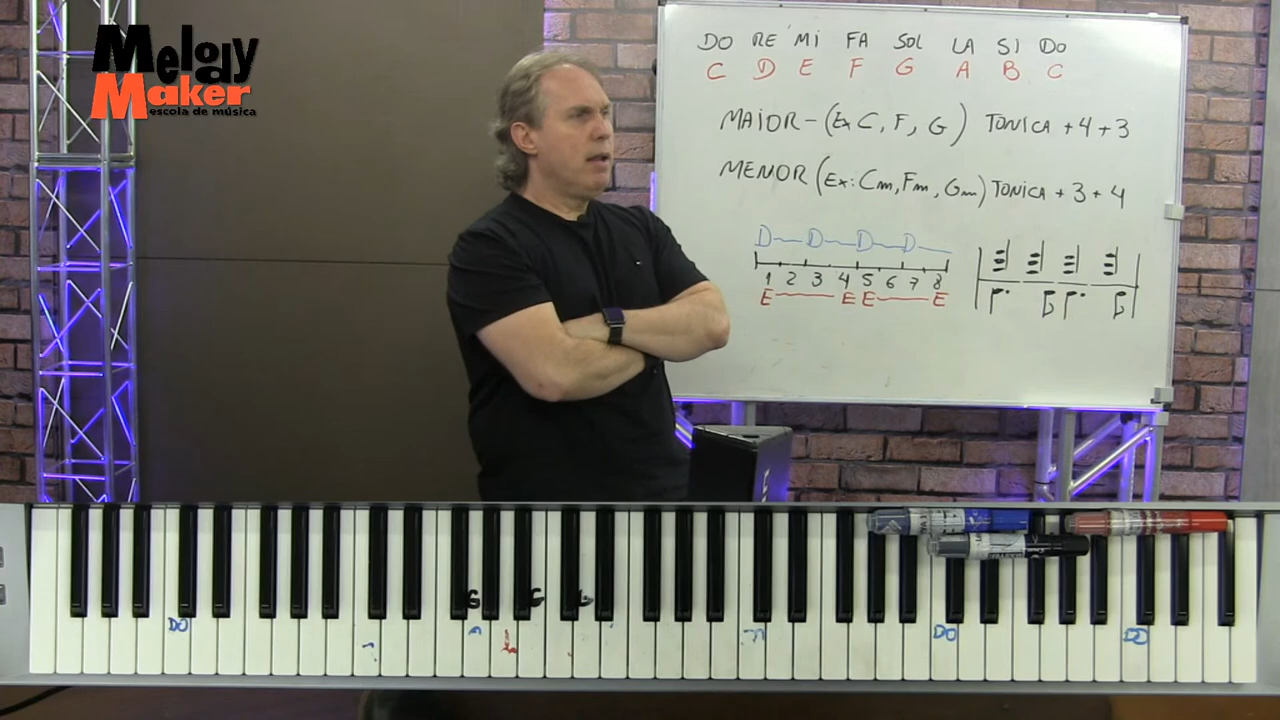 Melody
Maker
escola de música
DO RE MI FA SOL LA SI DO
C D E F G A B C
MAIOR - (Ex C, F, G) TONICA + 4 + 3
MENOR (Ex: Cm, Fm, Gm) TONICA + 3 + 4
D D D D
1 2 3 4 5 6 7 8
E E E E
G
DO DO DO